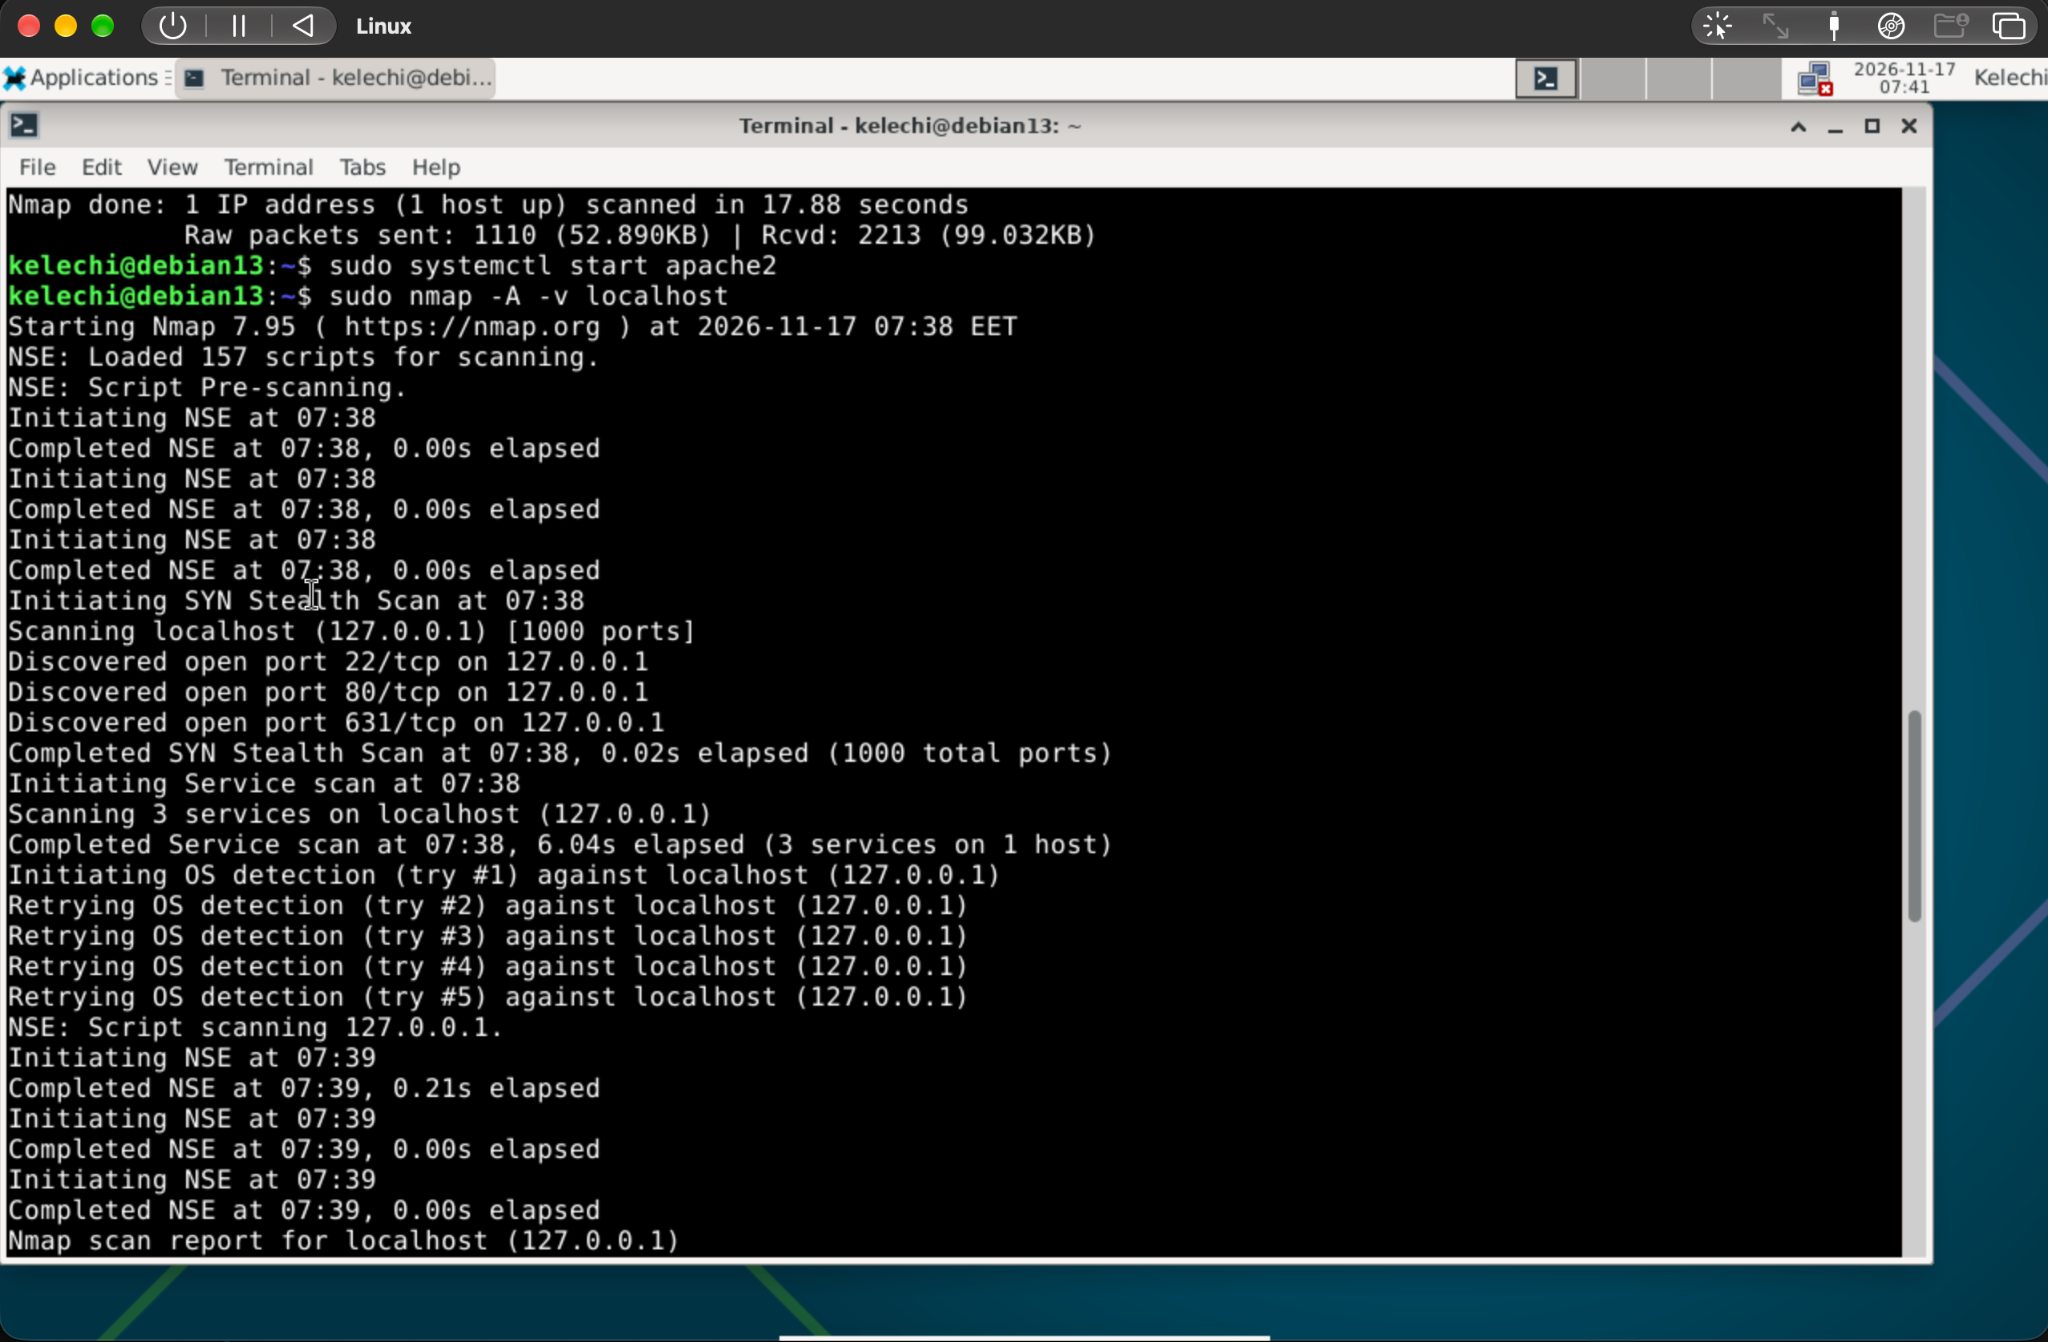 Linux
Applications
Terminal - kelechi@debi...
2026-11-17
07:41
Kelechi
Terminal - kelechi@debian13: ~
File Edit View Terminal Tabs Help
Nmap done: 1 IP address (1 host up) scanned in 17.88 seconds
Raw packets sent: 1110 (52.890KB) | Rcvd: 2213 (99.032KB)
kelechi@debian13:~$ sudo systemctl start apache2
kelechi@debian13:~$ sudo nmap -A -v localhost
Starting Nmap 7.95 ( https://nmap.org ) at 2026-11-17 07:38 EET
NSE: Loaded 157 scripts for scanning.
NSE: Script Pre-scanning.
Initiating NSE at 07:38
Completed NSE at 07:38, 0.00s elapsed
Initiating NSE at 07:38
Completed NSE at 07:38, 0.00s elapsed
Initiating NSE at 07:38
Completed NSE at 07:38, 0.00s elapsed
Initiating SYN Stealth Scan at 07:38
Scanning localhost (127.0.0.1) [1000 ports]
Discovered open port 22/tcp on 127.0.0.1
Discovered open port 80/tcp on 127.0.0.1
Discovered open port 631/tcp on 127.0.0.1
Completed SYN Stealth Scan at 07:38, 0.02s elapsed (1000 total ports)
Initiating Service scan at 07:38
Scanning 3 services on localhost (127.0.0.1)
Completed Service scan at 07:38, 6.04s elapsed (3 services on 1 host)
Initiating OS detection (try #1) against localhost (127.0.0.1)
Retrying OS detection (try #2) against localhost (127.0.0.1)
Retrying OS detection (try #3) against localhost (127.0.0.1)
Retrying OS detection (try #4) against localhost (127.0.0.1)
Retrying OS detection (try #5) against localhost (127.0.0.1)
NSE: Script scanning 127.0.0.1.
Initiating NSE at 07:39
Completed NSE at 07:39, 0.21s elapsed
Initiating NSE at 07:39
Completed NSE at 07:39, 0.00s elapsed
Initiating NSE at 07:39
Completed NSE at 07:39, 0.00s elapsed
Nmap scan report for localhost (127.0.0.1)